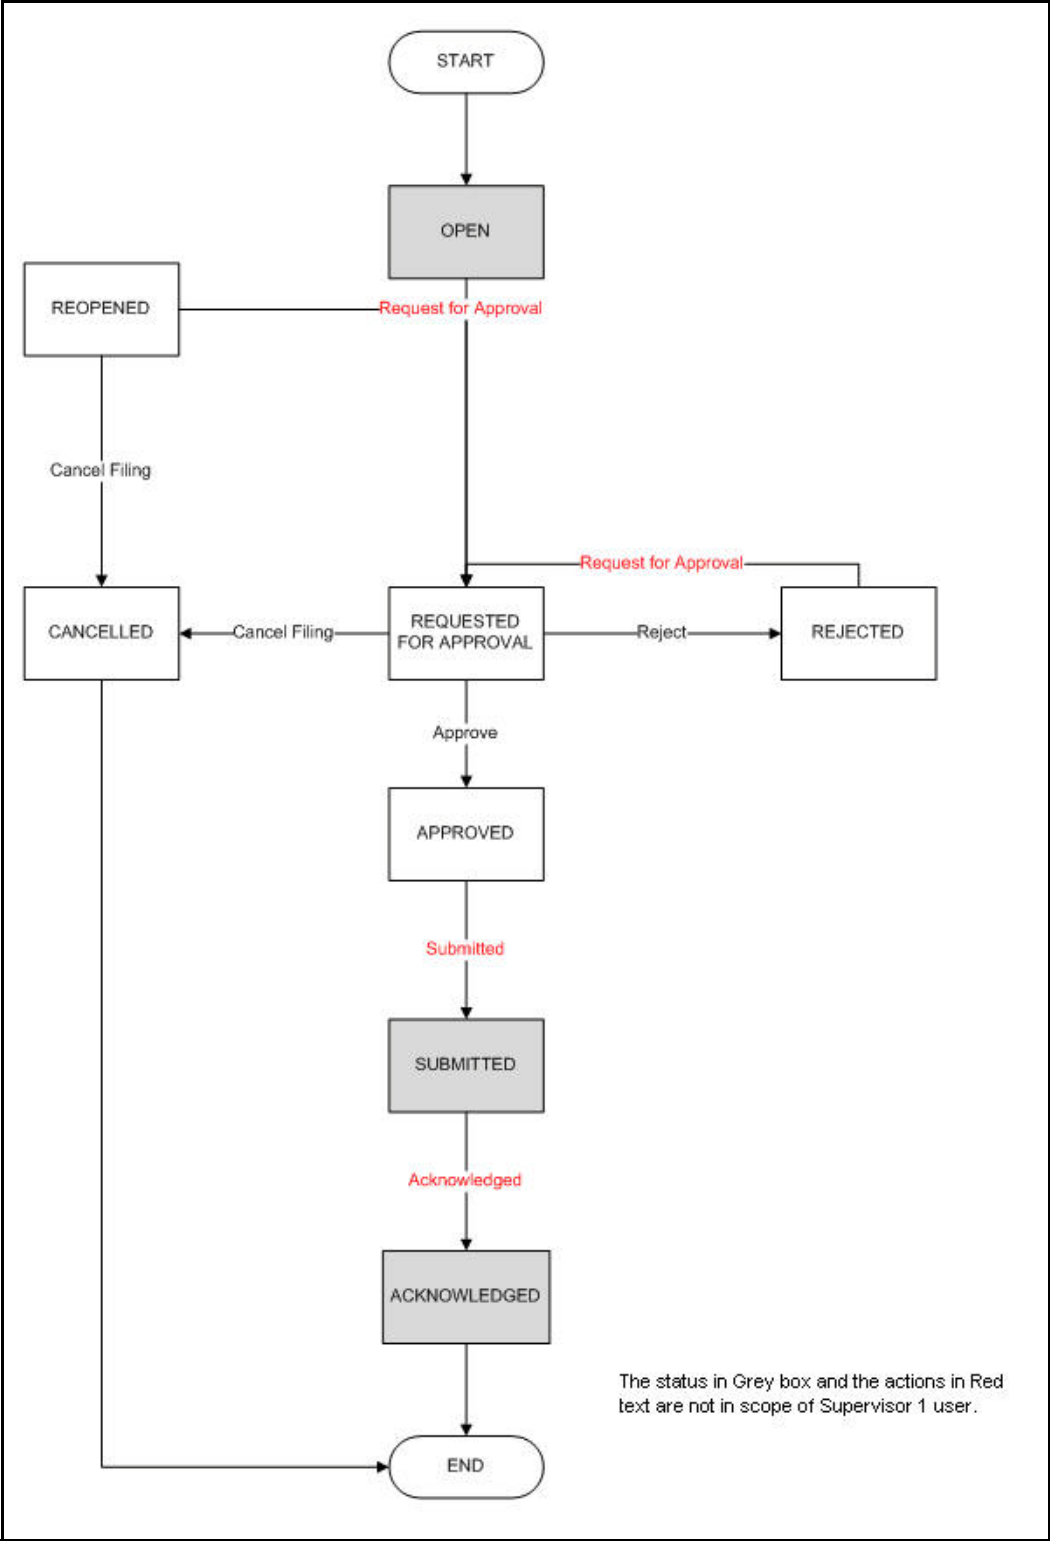 START
OPEN
REOPENED
Request for Approval
Cancel Filing
Request for Approval
CANCELLED
Cancel Filing
REQUESTED
FOR APPROVAL
Reject
REJECTED
Approve
APPROVED
Submitted
SUBMITTED
Acknowledged
ACKNOWLEDGED
The status in Grey box and the actions in Red
text are not in scope of Supervisor 1 user.
END